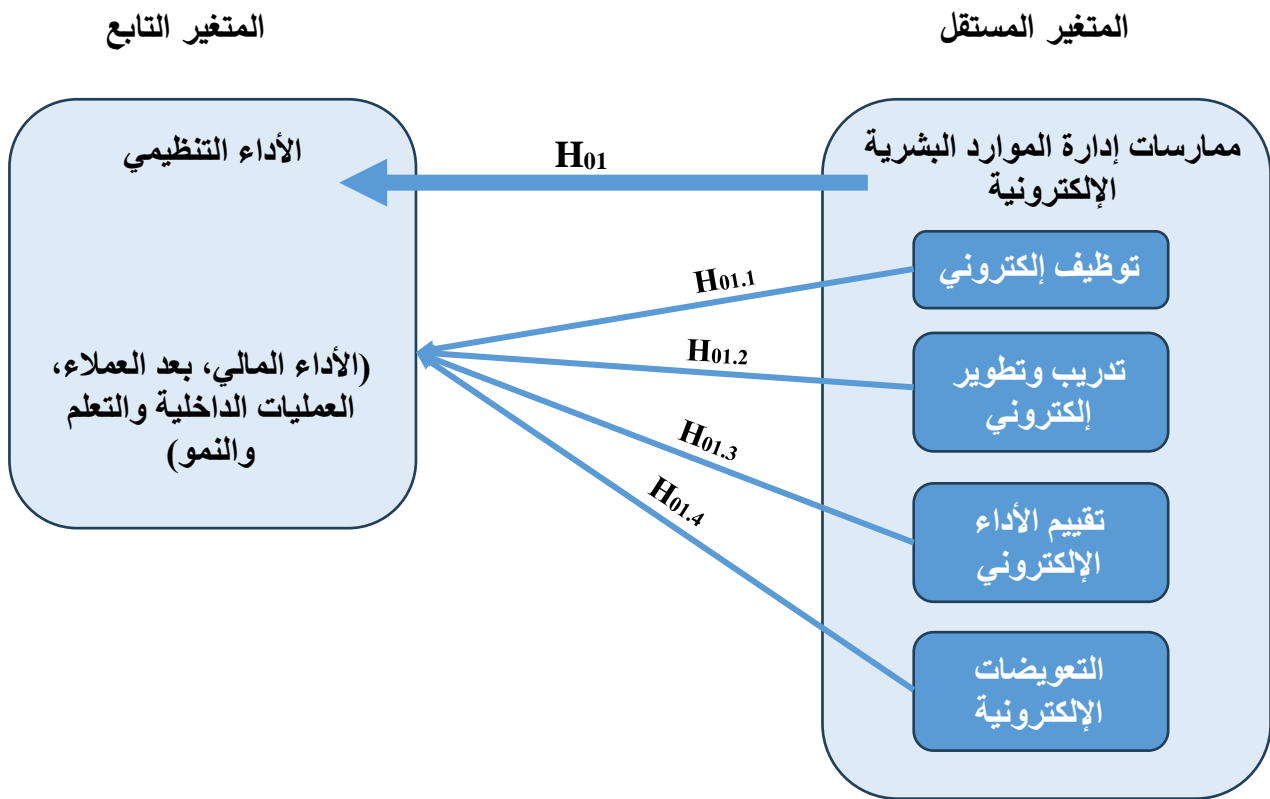 المتغير المستقل
المتغير التابع
ممارسات إدارة الموارد البشرية
الإلكترونية
توظيف إلكتروني
تدريب وتطوير
إلكتروني
تقييم الأداء
الإلكتروني
التعويضات
الإلكترونية
H01
H01.1
H01.2
H01.3
H01.4
الأداء التنظيمي
(الأداء المالي، بعد العملاء،
العمليات الداخلية والتعلم
والنمو)